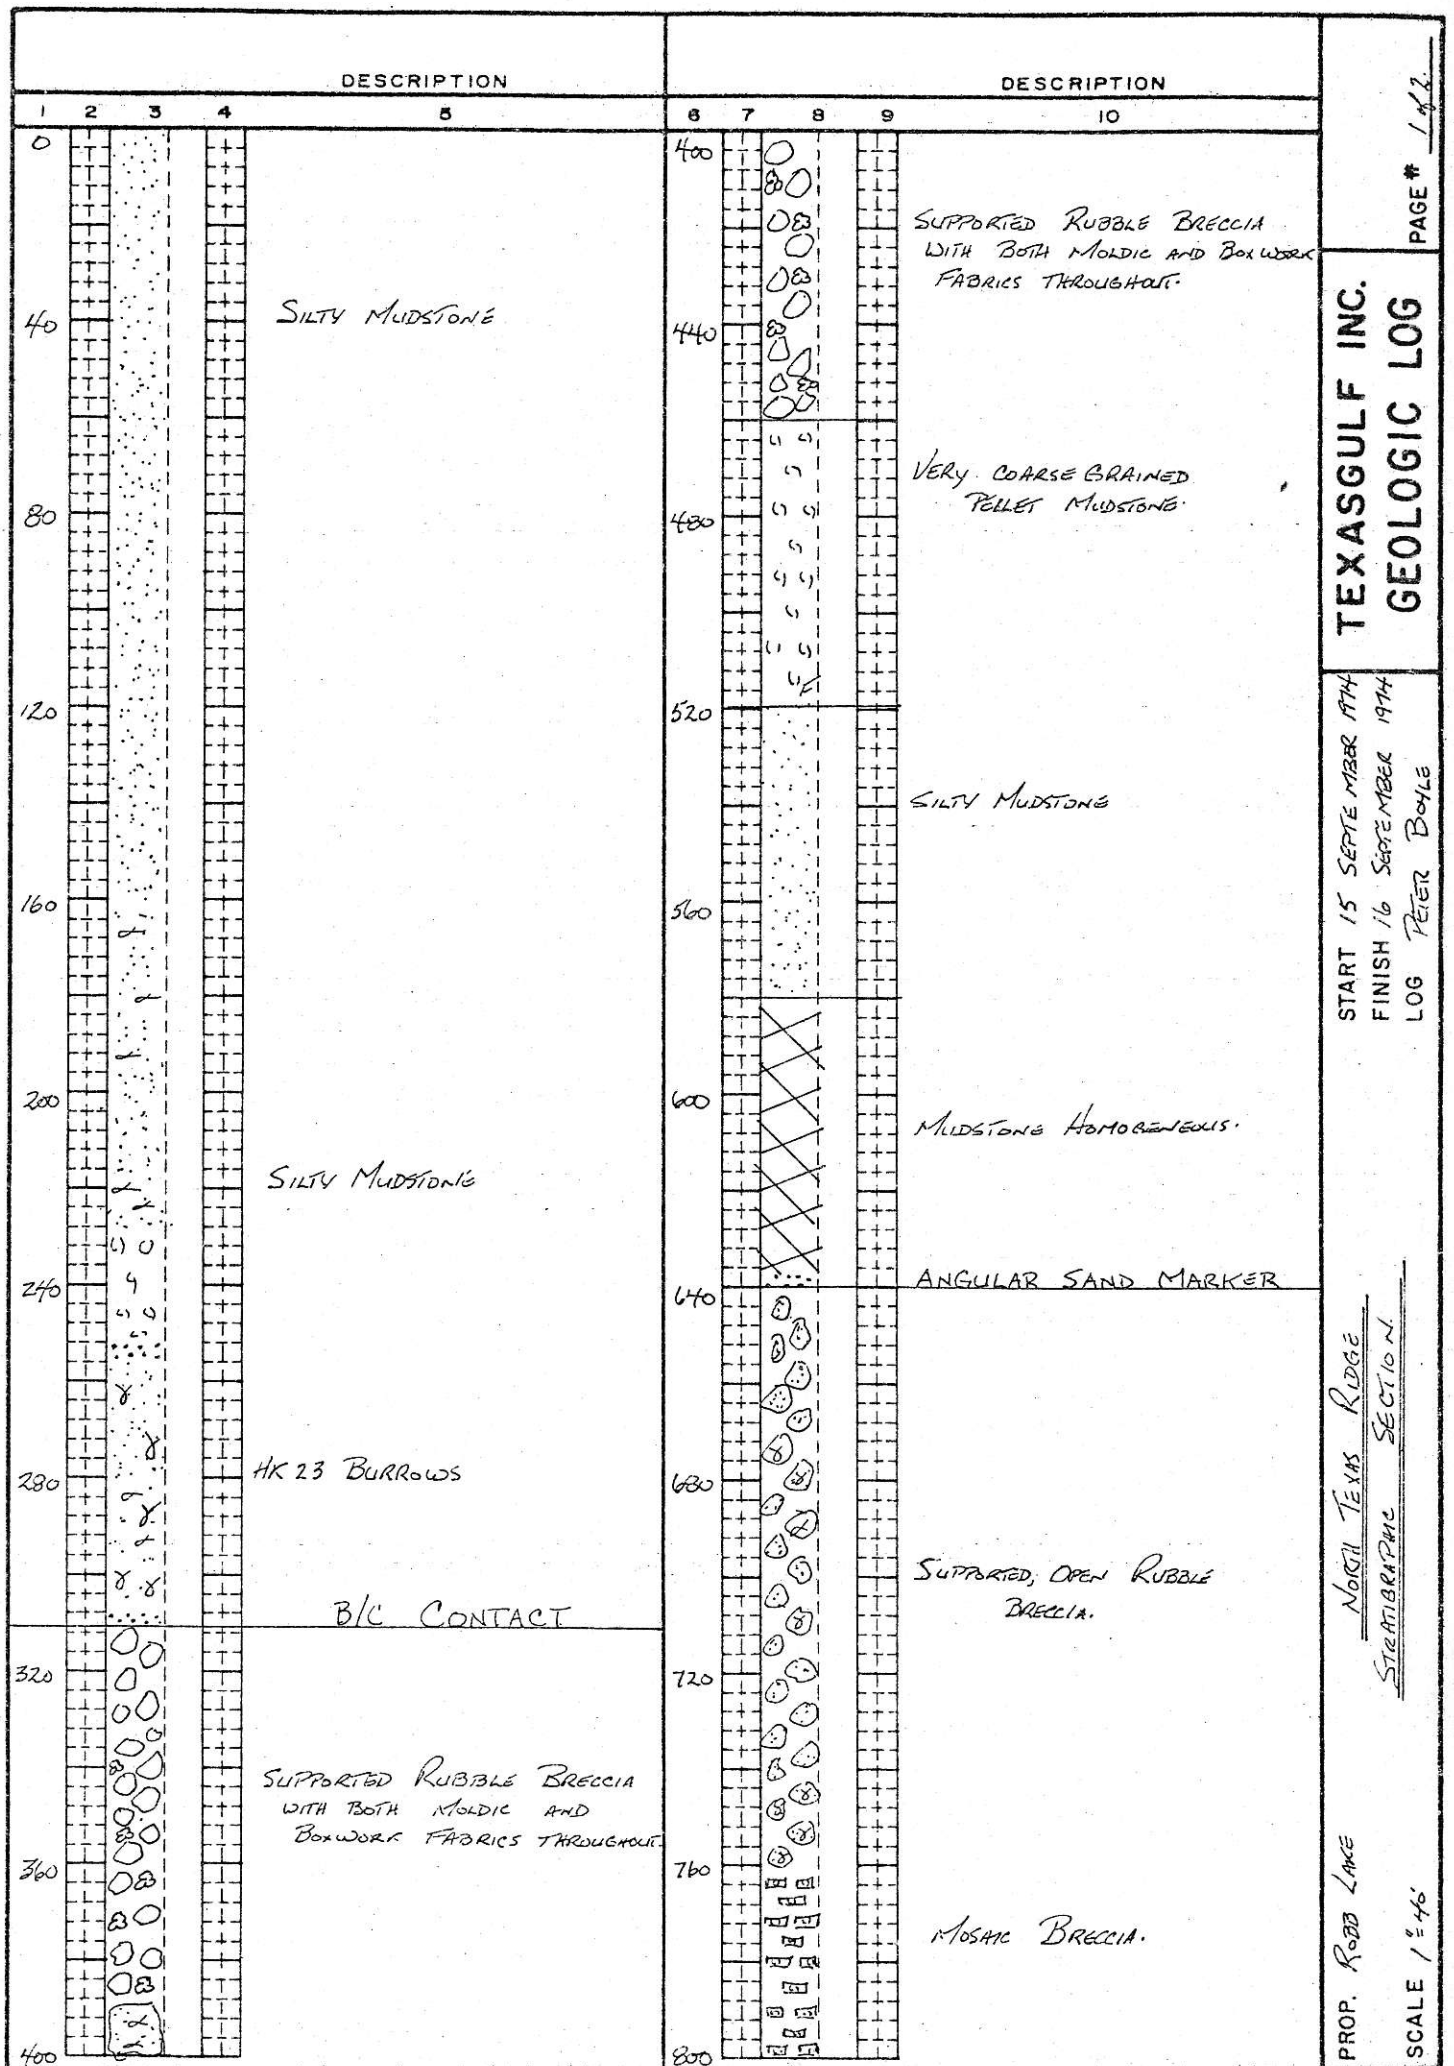 DESCRIPTION
1 2 3 4 5
0
40
SILTY MUDSTONE
80
120
160
200
SILTY MUDSTONE
240
280
HK 23 BURROWS
B/C CONTACT
320
SUPPORTED RUBBLE BRECCIA
WITH BOTH MOLDIC AND
BOXWORK FABRICS THROUGHOUT.
360
400
DESCRIPTION
6 7 8 9 10
400
SUPPORTED RUBBLE BRECCIA
WITH BOTH MOLDIC AND BOXWORK
FABRICS THROUGHOUT.
440
VERY COARSE GRAINED
PELLET MUDSTONE.
480
520
SILTY MUDSTONE
560
600
MUDSTONE HOMOGENEOUS.
ANGULAR SAND MARKER
640
680
SUPPORTED, OPEN RUBBLE
BRECCIA.
720
760
MOSAIC BRECCIA.
800
PAGE # 1 of 2
TEXASGULF INC.
GEOLOGIC LOG
START 15 SEPTEMBER 1974
FINISH 16 SEPTEMBER 1974
LOG PETER BOYLE
NORTH TEXAS RIDGE
STRATIGRAPHIC SECTION.
PROP. ROBB LAKE
SCALE 1" = 40'